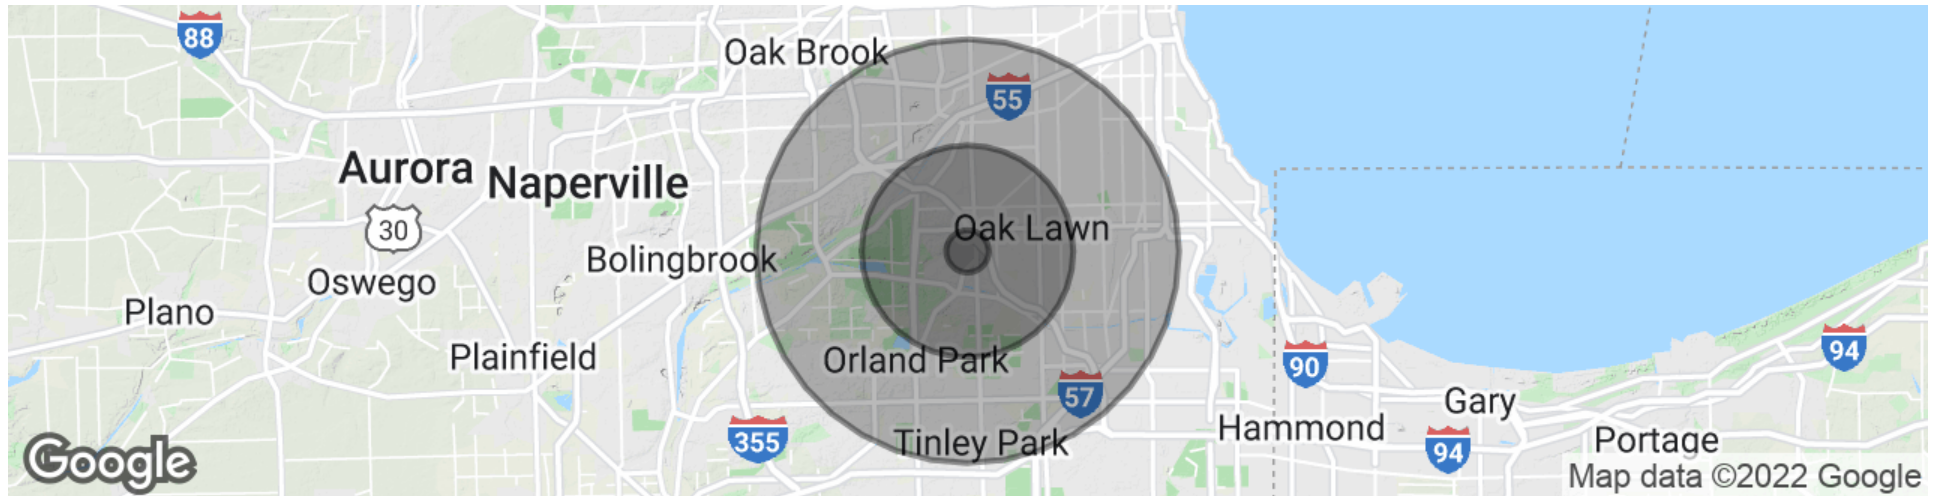 88
Oak Brook
55
Aurora
Naperville
30
Oak Lawn
Bolingbrook
Oswego
Plano
Plainfield
Orland Park
90
94
57
Gary
355
Tinley Park
Hammond
94
Portage
Google
Map data ©2022 Google